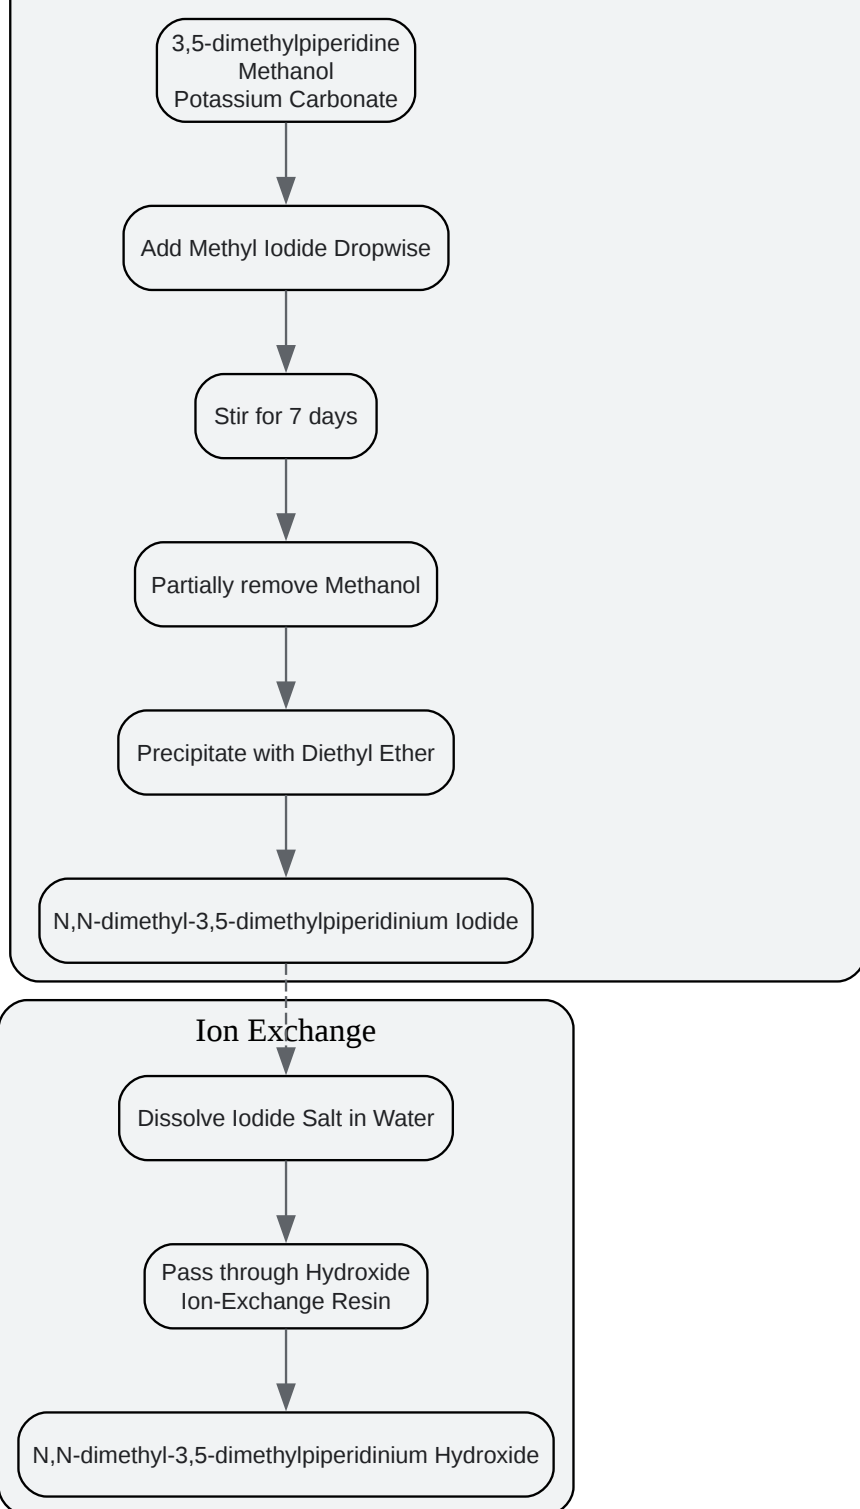 3,5-dimethylpiperidine
Methanol
Potassium Carbonate
Add Methyl Iodide Dropwise
Stir for 7 days
Partially remove Methanol
Precipitate with Diethyl Ether
N,N-dimethyl-3,5-dimethylpiperidinium Iodide
Ion Exchange
Dissolve Iodide Salt in Water
Pass through Hydroxide
Ion-Exchange Resin
N,N-dimethyl-3,5-dimethylpiperidinium Hydroxide